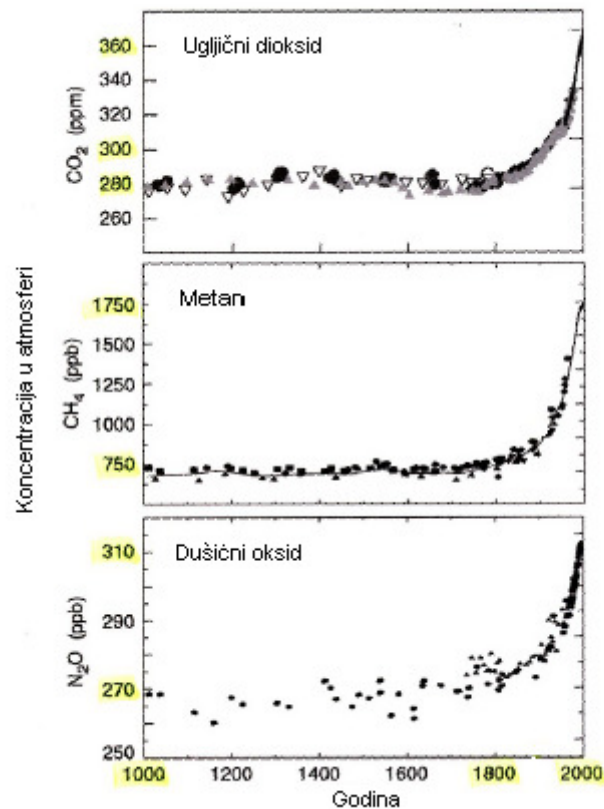 Koncentracija u atmosferi
Ugljični dioksid
CO₂ (ppm)
360
340
320
300
280
260
Metan
CH₄ (ppb)
1750
1500
1250
1000
750
Dušični oksid
N₂O (ppb)
310
290
270
250
1000 1200 1400 1600 1800 2000
Godina